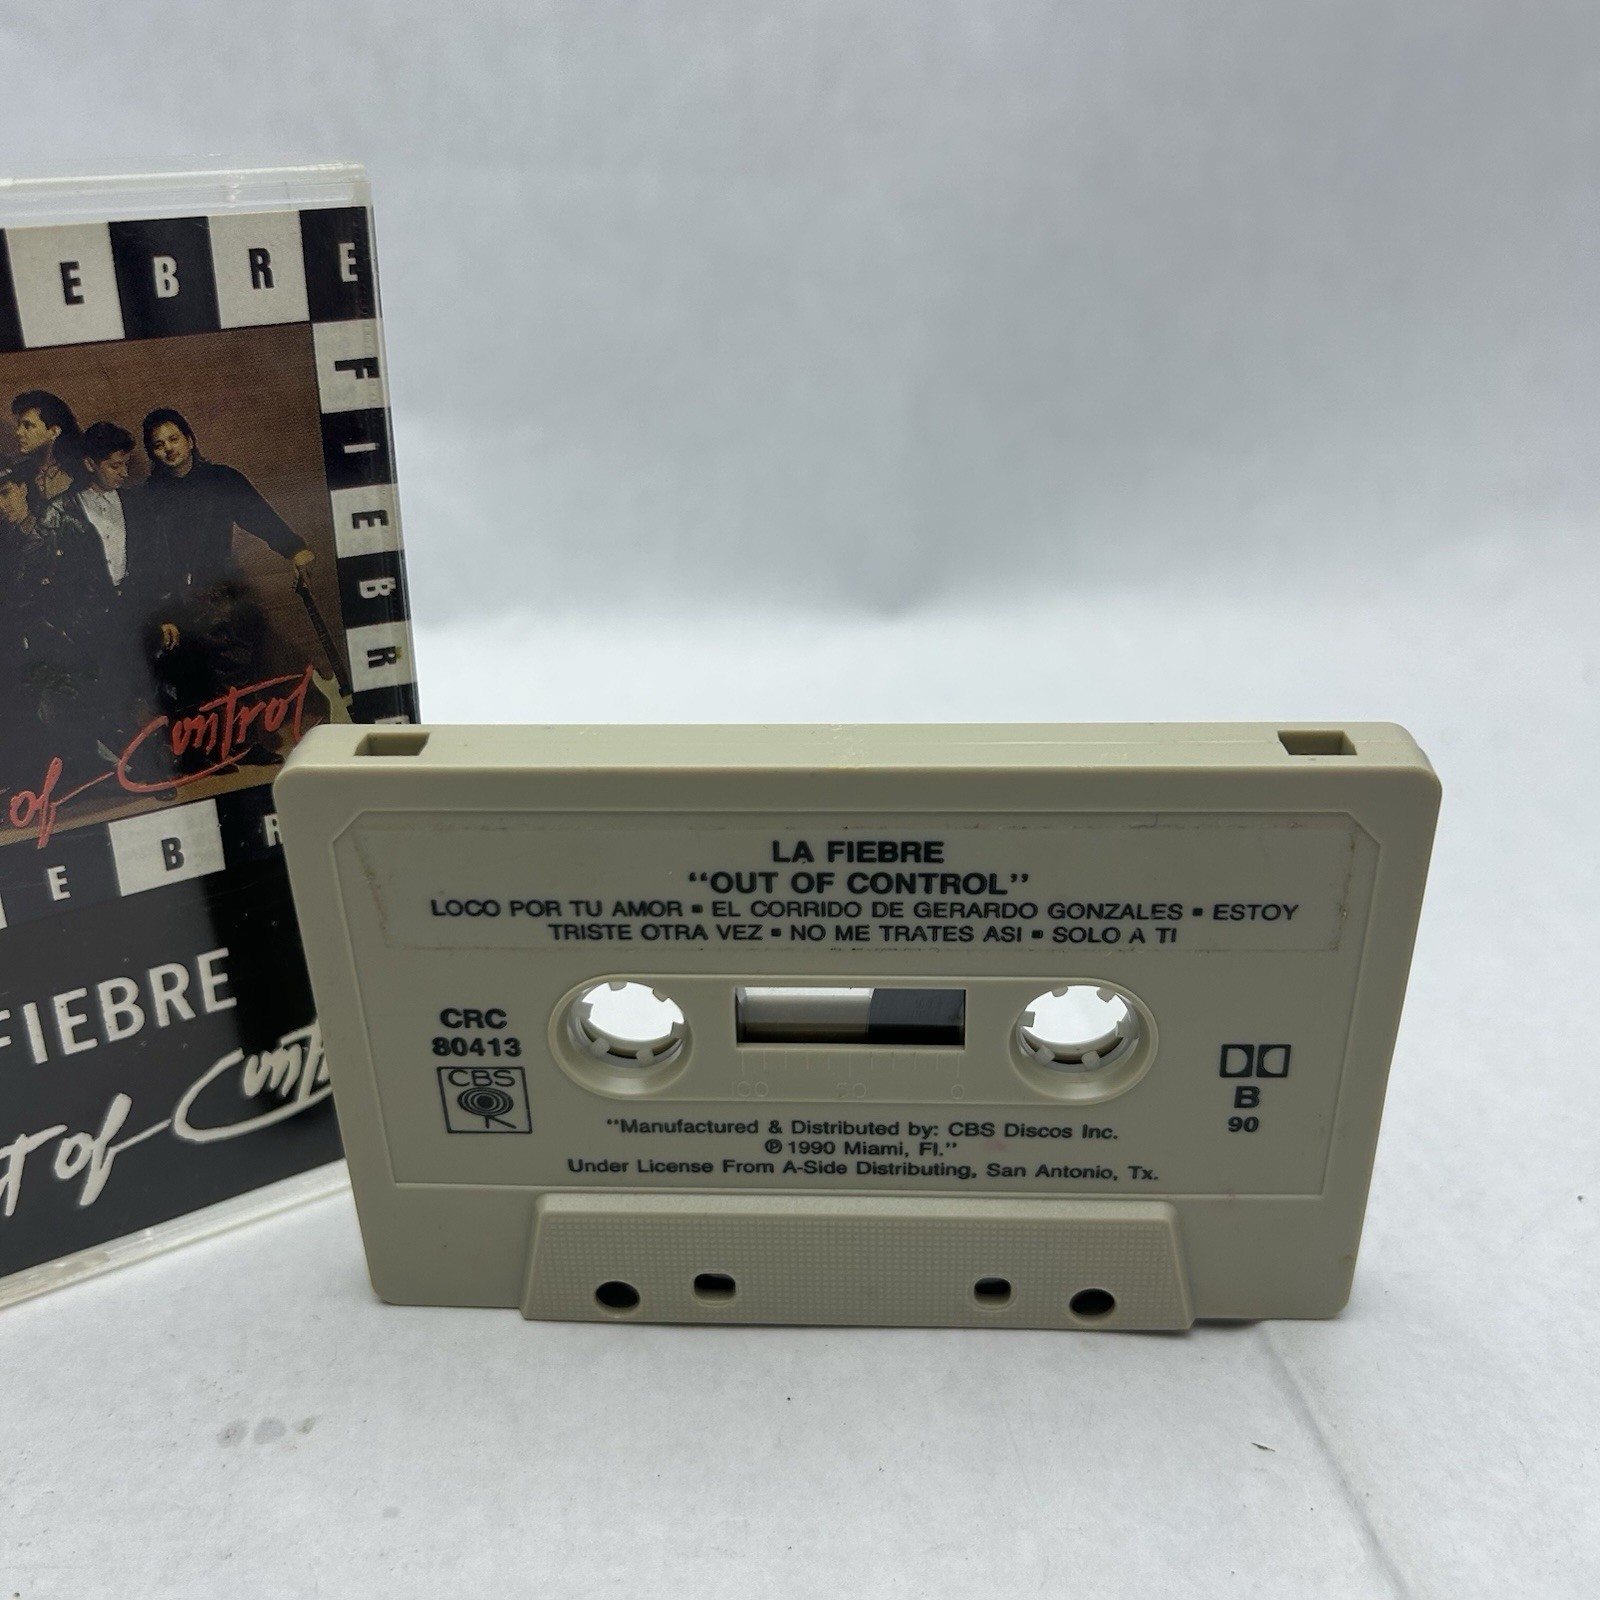 EBRE
FIEBRE
of Control
EBR
FIEBRE
of Control
LA FIEBRE
“OUT OF CONTROL”
LOCO POR TU AMOR ▪ EL CORRIDO DE GERARDO GONZALES ▪ ESTOY
TRISTE OTRA VEZ ▪ NO ME TRATES ASI ▪ SOLO A TI
CRC
80413
CBS
100 50 0
B
90
“Manufactured & Distributed by: CBS Discos Inc.
℗ 1990 Miami, Fl.”
Under License From A-Side Distributing, San Antonio, Tx.